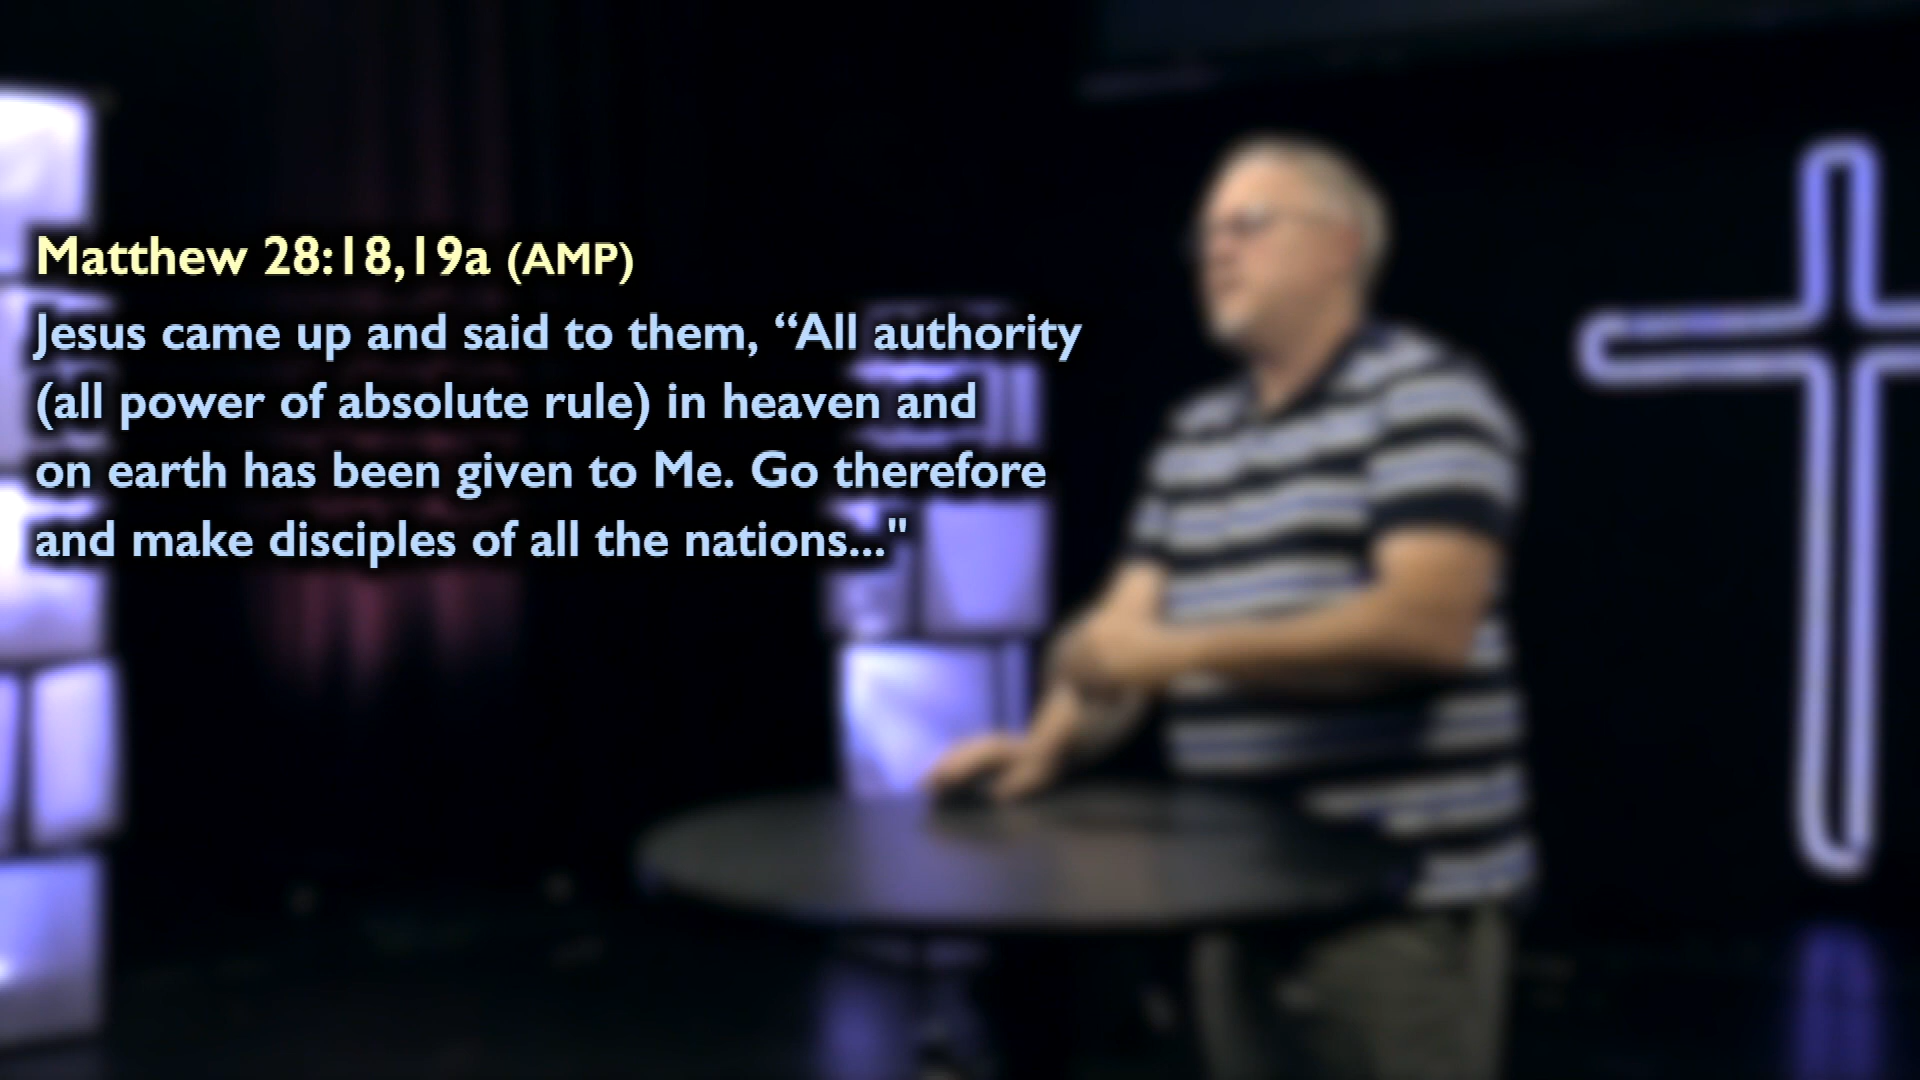 Matthew 28:18,19a (AMP)
Jesus came up and said to them, “All authority
(all power of absolute rule) in heaven and
on earth has been given to Me. Go therefore
and make disciples of all the nations..."